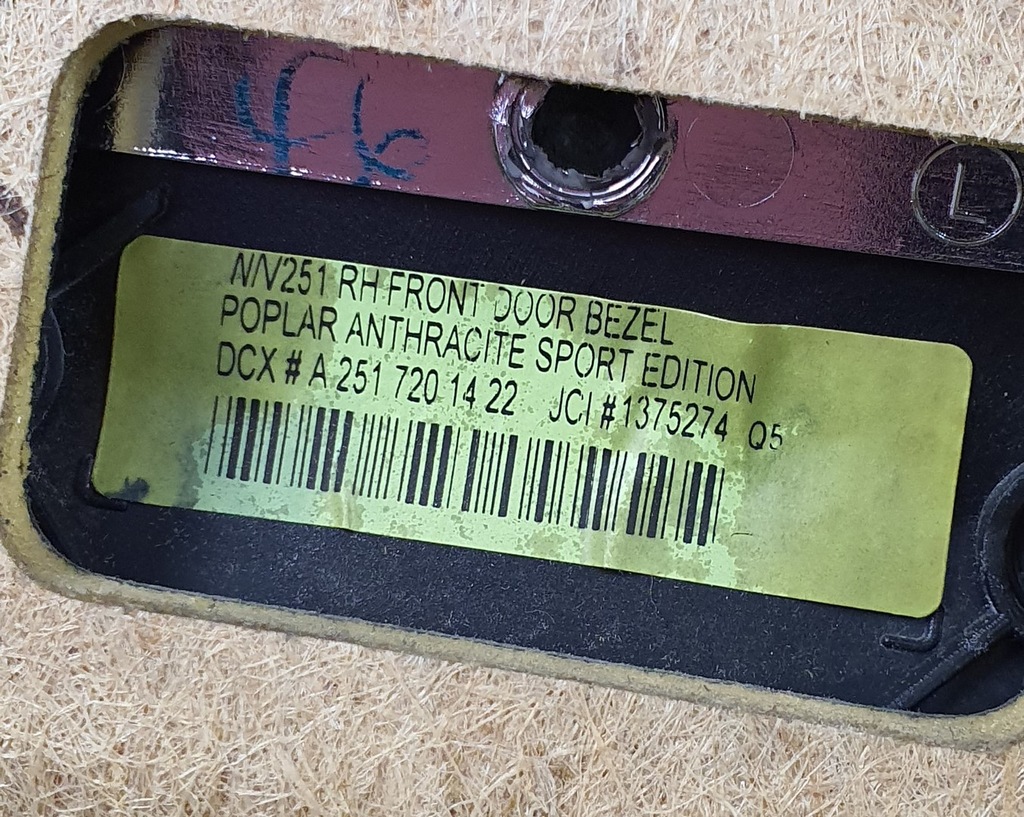 L
W/V251 RH FRONT DOOR BEZEL
POPLAR ANTHRACITE SPORT EDITION
DCX # A 251 720 14 22 JCI #1375274 Q5